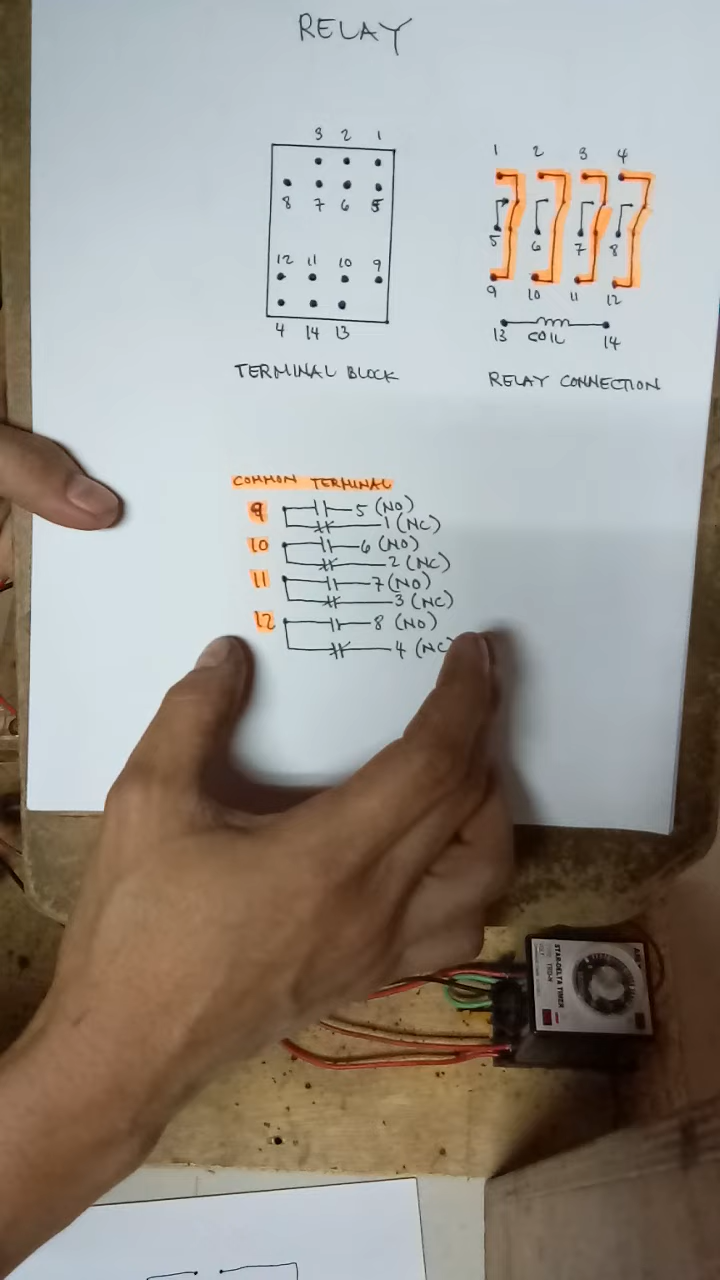 RELAY
3 2 1
8 7 6 5
12 11 10 9
4 14 13
TERMINAL BLOCK
1 2 3 4
5 6 7 8
9 10 11 12
13 COIL 14
RELAY CONNECTION
COMMON TERMINAL
9 5 (NO)
1 (NC)
10 6 (NO)
2 (NC)
11 7 (NO)
3 (NC)
12 8 (NO)
4 (NC
STAR-DELTA TIMER